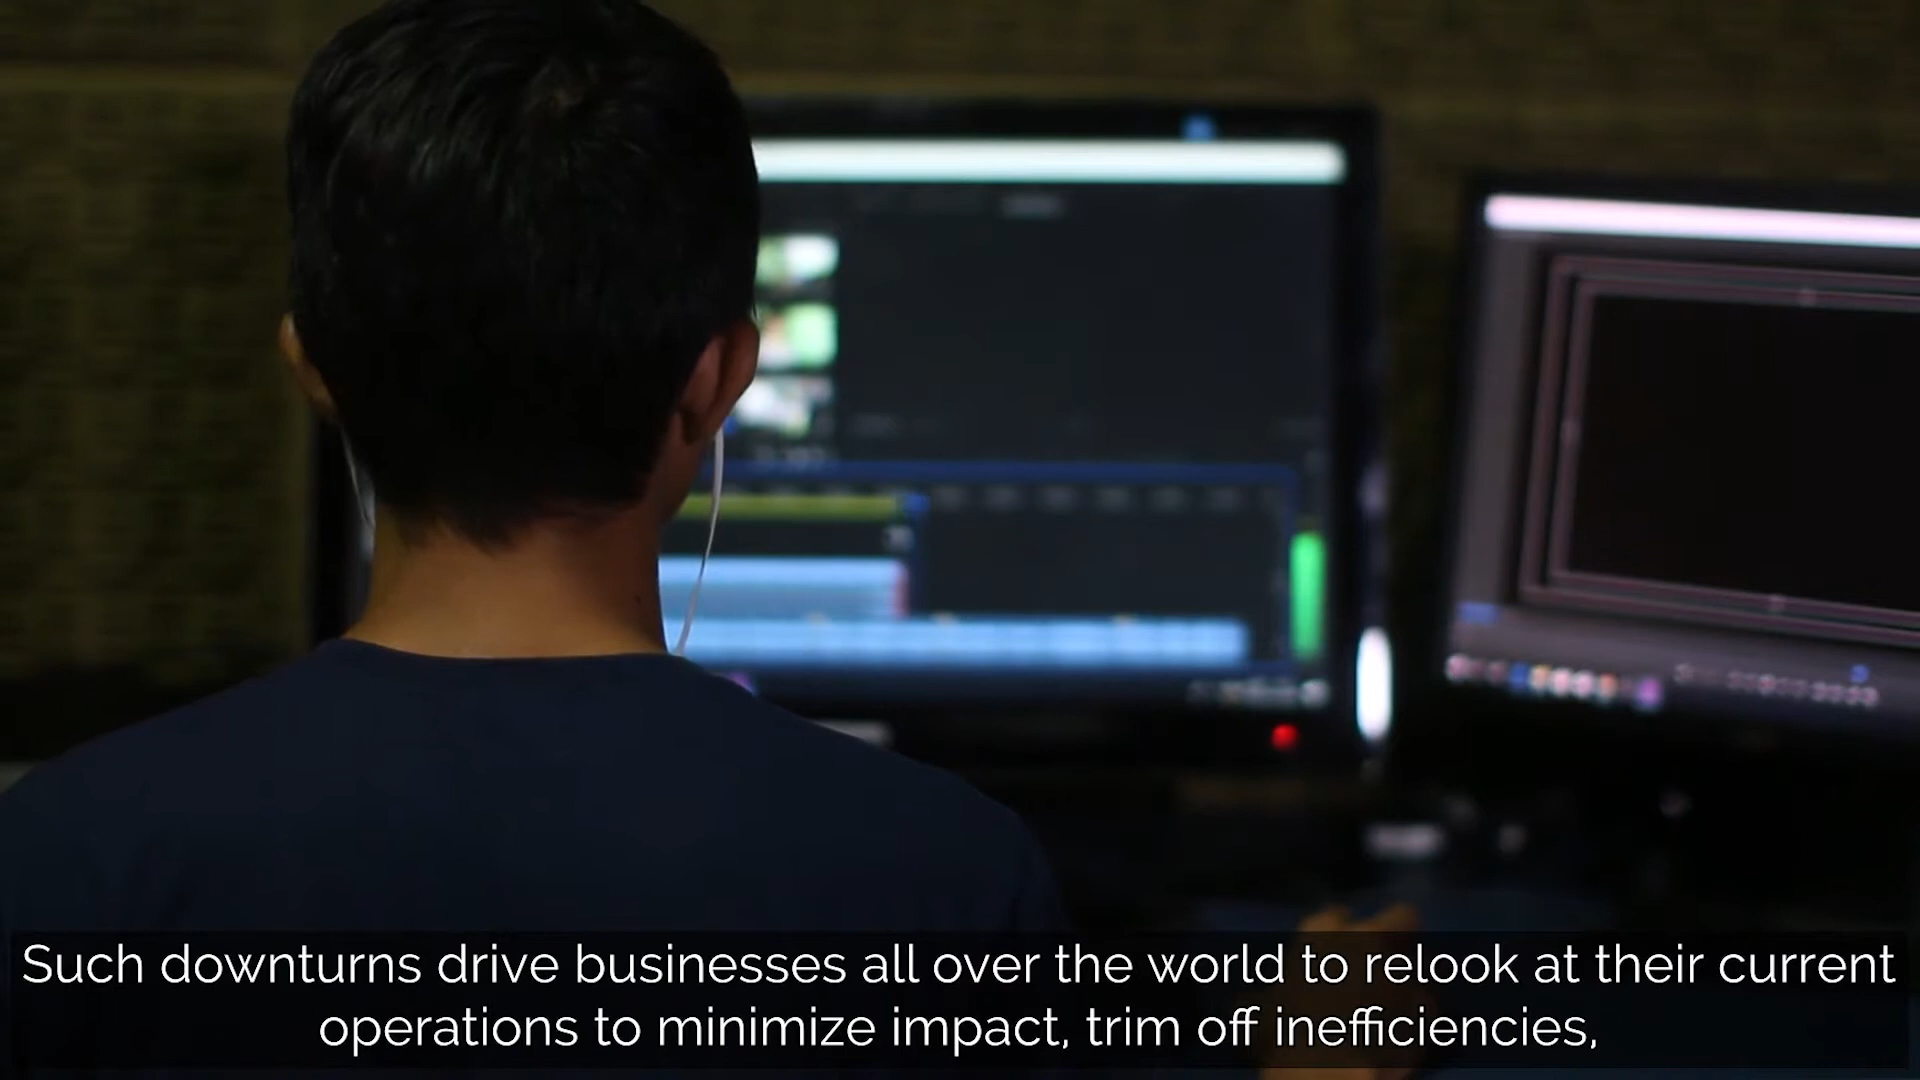 Such downturns drive businesses all over the world to relook at their current
operations to minimize impact, trim off inefficiencies,